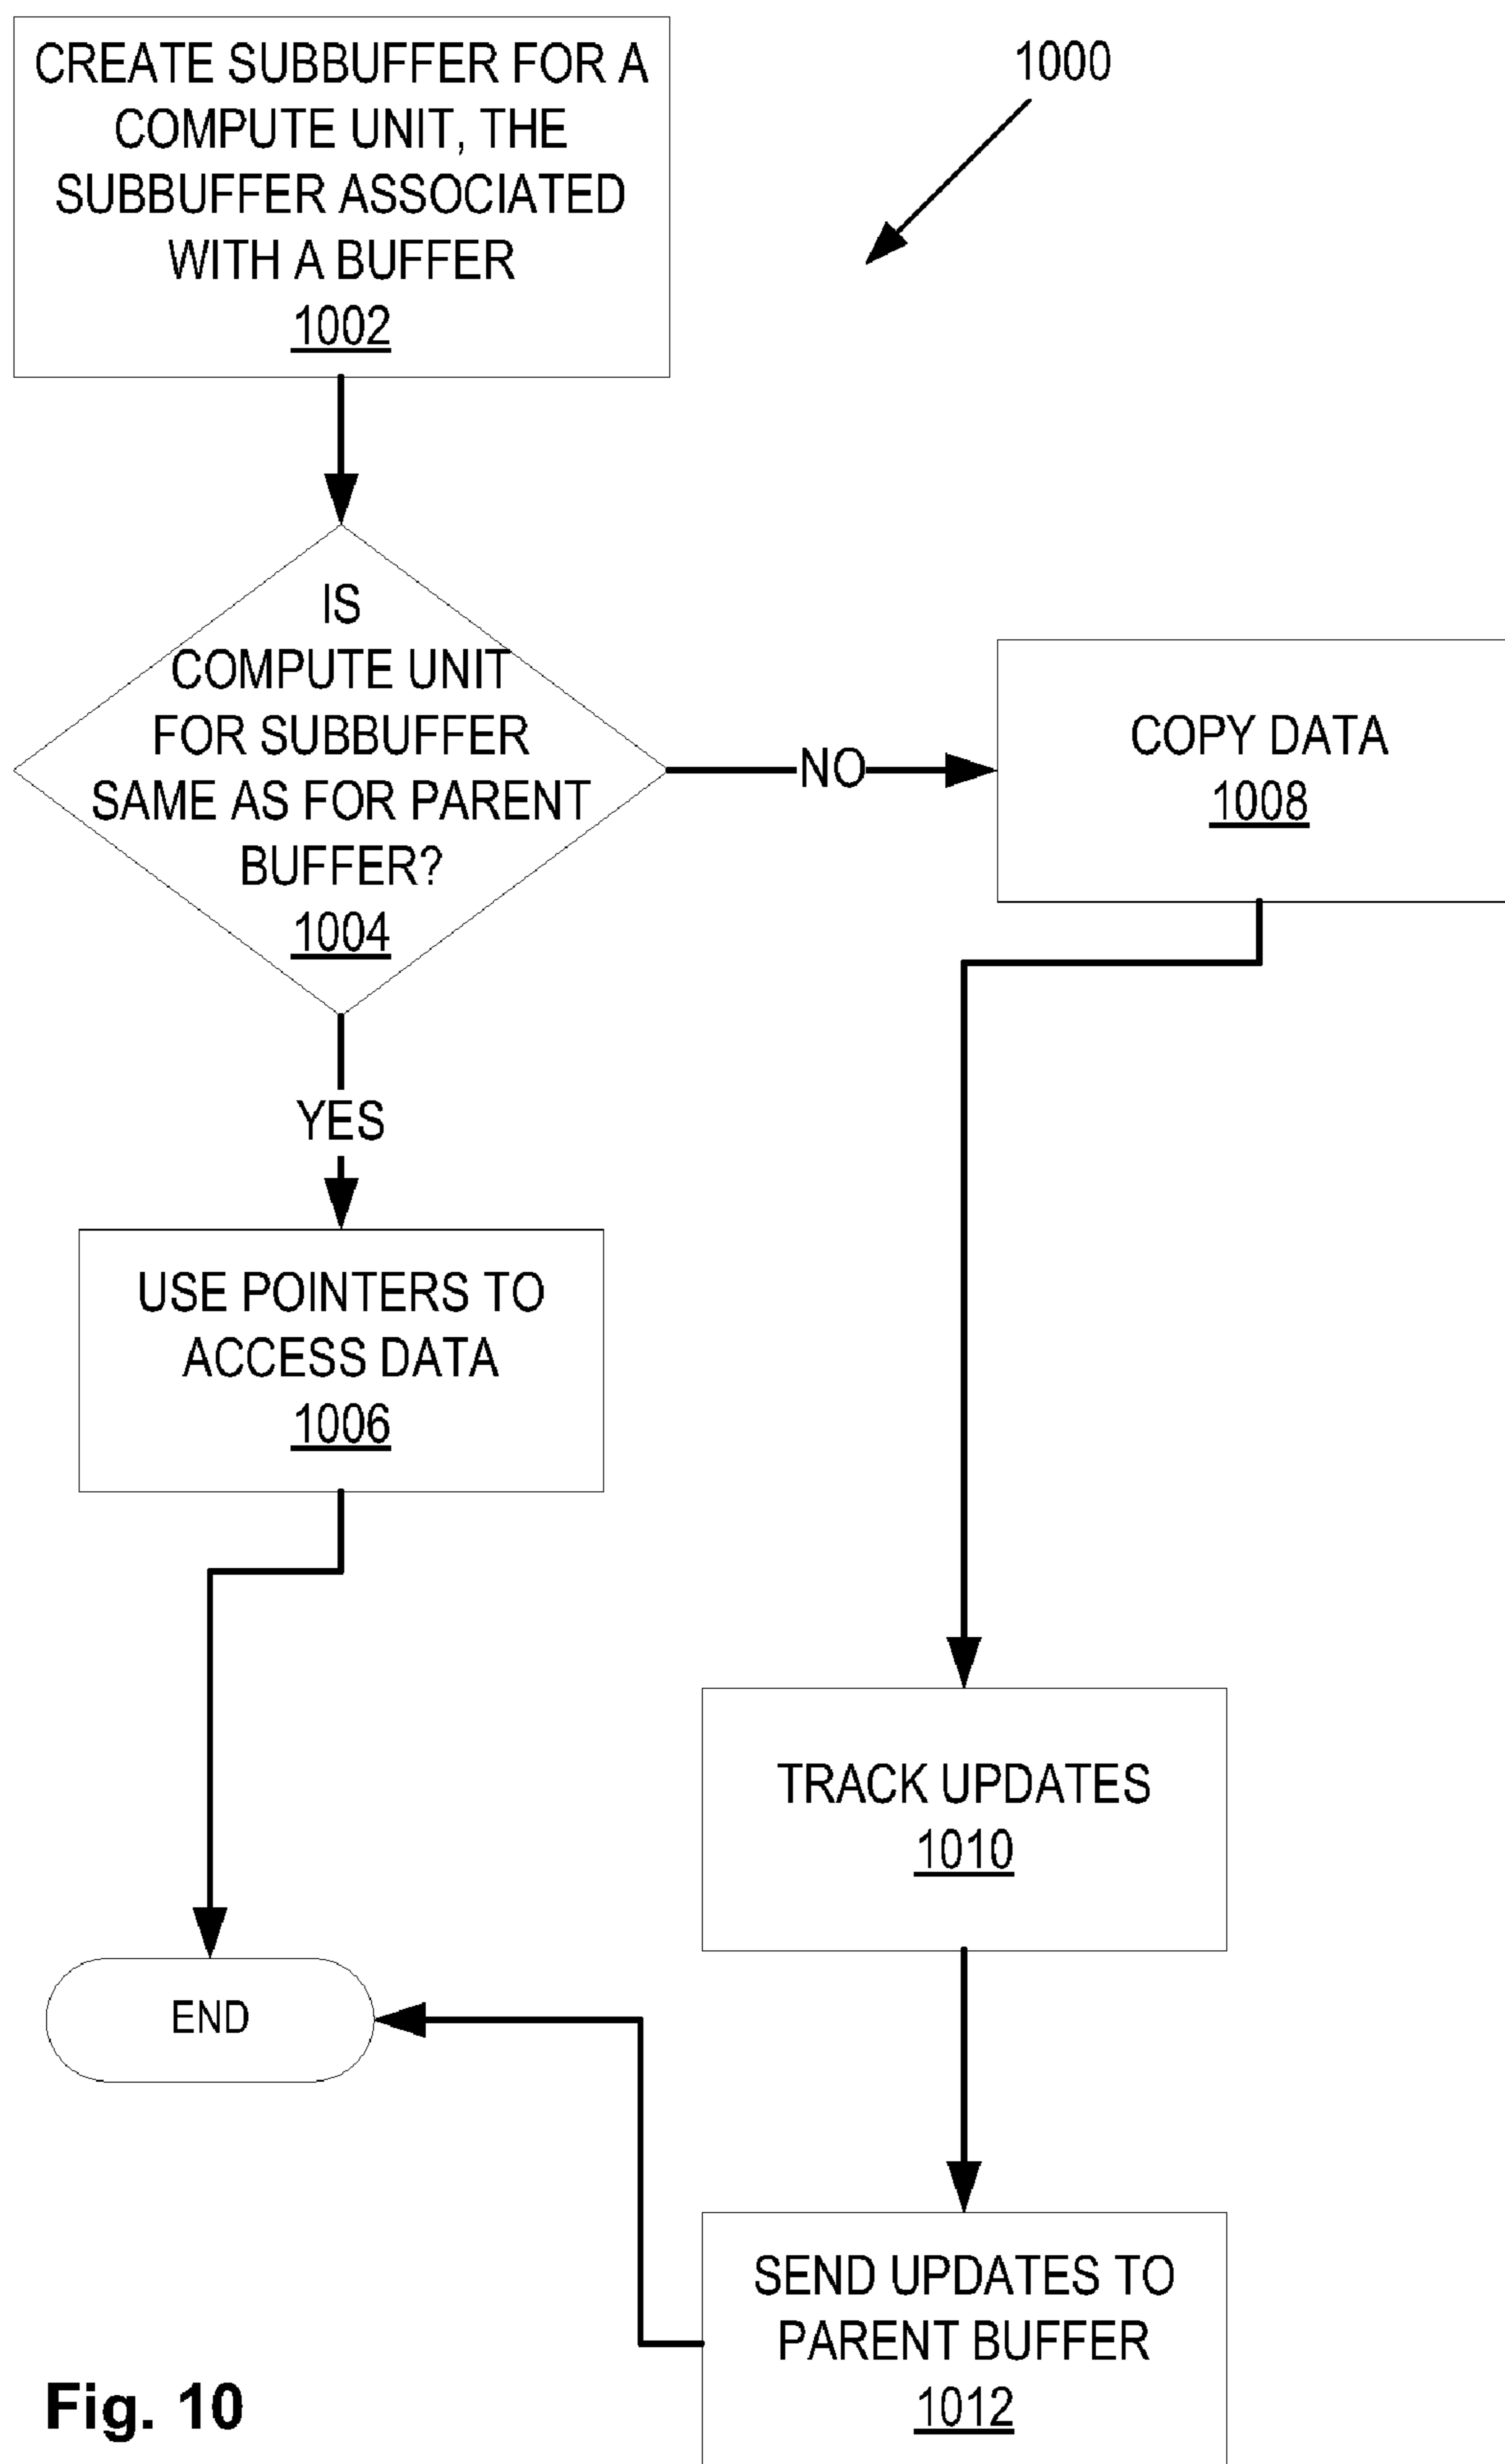 CREATE SUBBUFFER FOR A
COMPUTE UNIT, THE
SUBBUFFER ASSOCIATED
WITH A BUFFER
1002
1000
IS
COMPUTE UNIT
FOR SUBBUFFER
SAME AS FOR PARENT
BUFFER?
1004
NO
COPY DATA
1008
YES
USE POINTERS TO
ACCESS DATA
1006
TRACK UPDATES
1010
END
SEND UPDATES TO
PARENT BUFFER
1012
Fig. 10